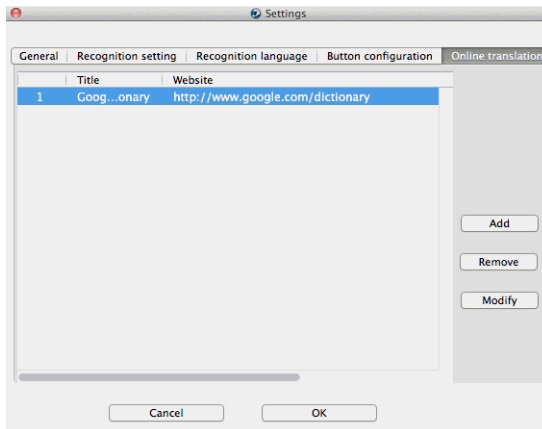 Settings
General Recognition setting Recognition language Button configuration Online translation
Title Website
1 Goog...onary http://www.google.com/dictionary
Add
Remove
Modify
Cancel OK